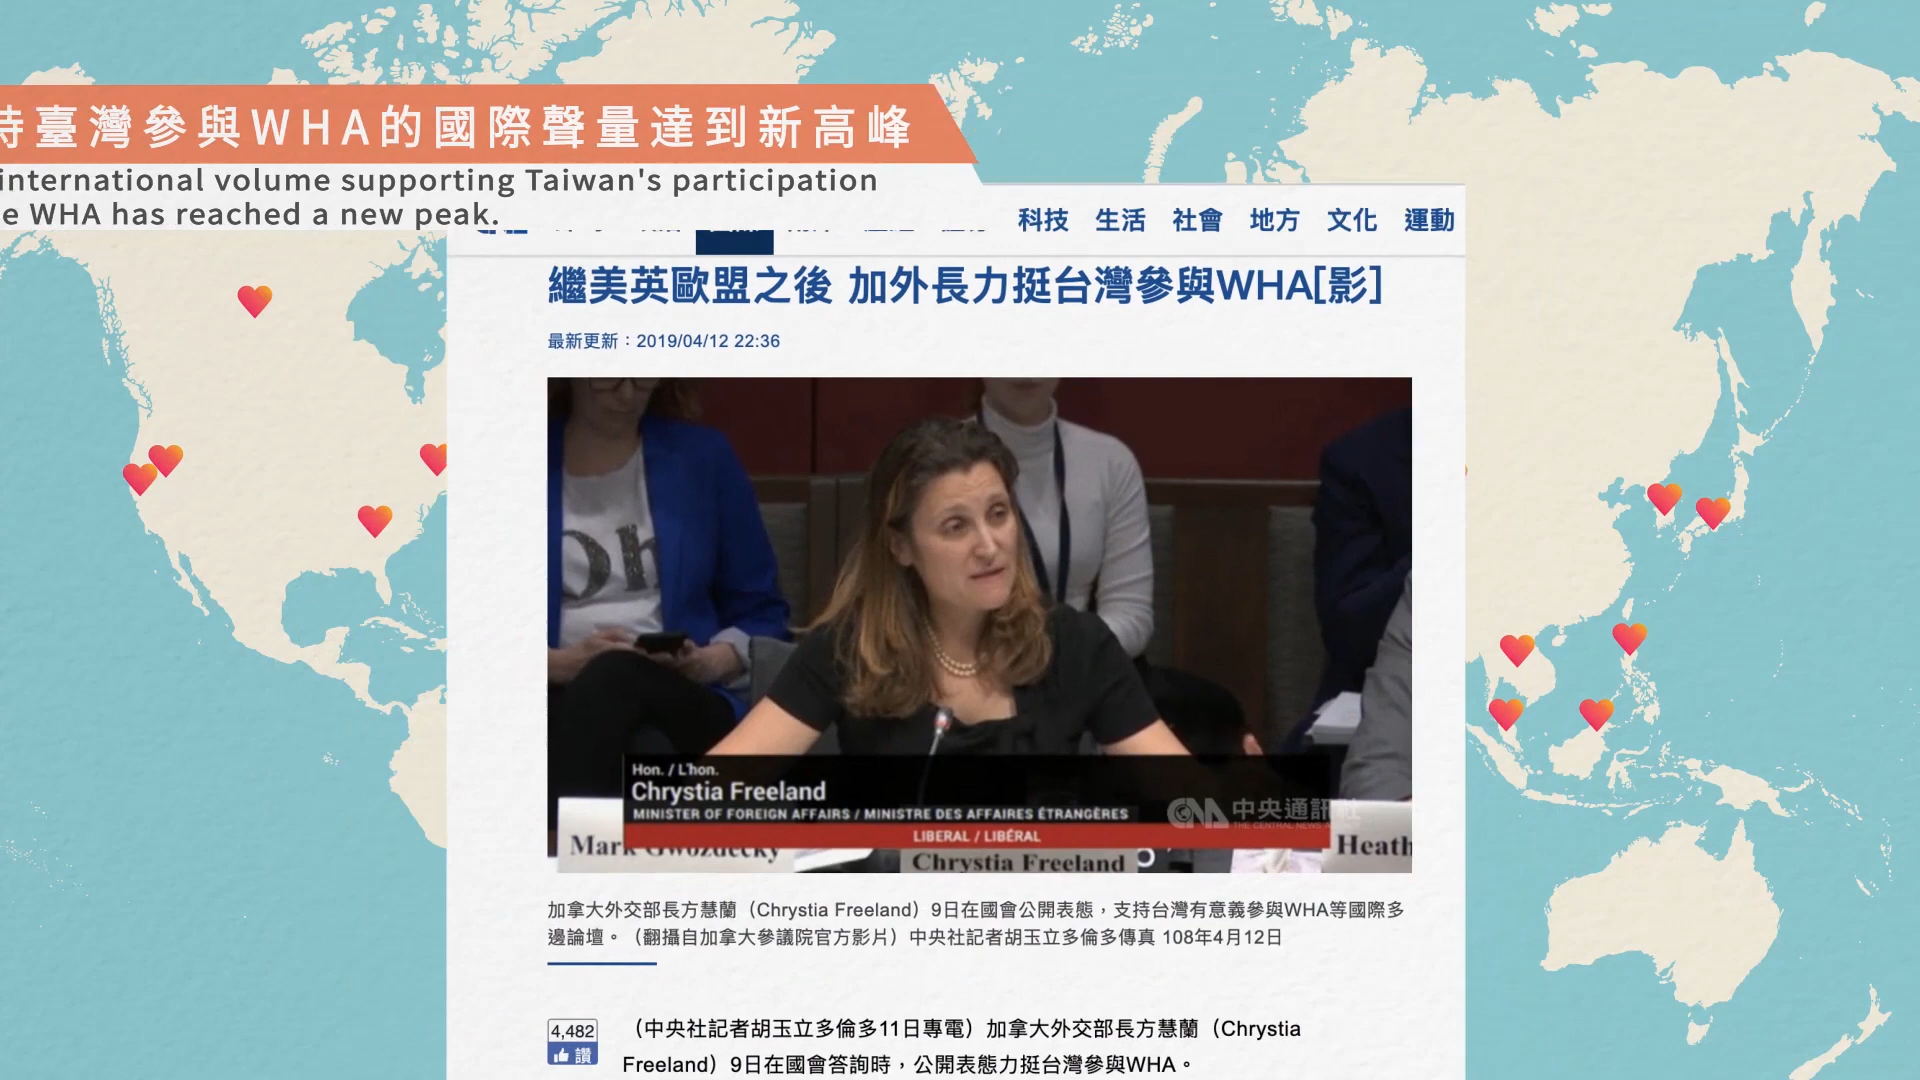 持臺灣參與WHA的國際聲量達到新高峰
international volume supporting Taiwan's participation
e WHA has reached a new peak.
科技 生活 社會 地方 文化 運動
繼美英歐盟之後 加外長力挺台灣參與WHA[影]
最新更新：2019/04/12 22:36
Hon. / L'hon.
Chrystia Freeland
MINISTER OF FOREIGN AFFAIRS / MINISTRE DES AFFAIRES ÉTRANGÈRES
LIBERAL / LIBÉRAL
CNA 中央通訊社
THE CENTRAL NEWS A
Mark Gwozdecky
Chrystia Freeland
Heath
加拿大外交部長方慧蘭（Chrystia Freeland）9日在國會公開表態，支持台灣有意義參與WHA等國際多
邊論壇。（翻攝自加拿大參議院官方影片）中央社記者胡玉立多倫多傳真 108年4月12日
4,482
讚
（中央社記者胡玉立多倫多11日專電）加拿大外交部長方慧蘭（Chrystia
Freeland）9日在國會答詢時，公開表態力挺台灣參與WHA。